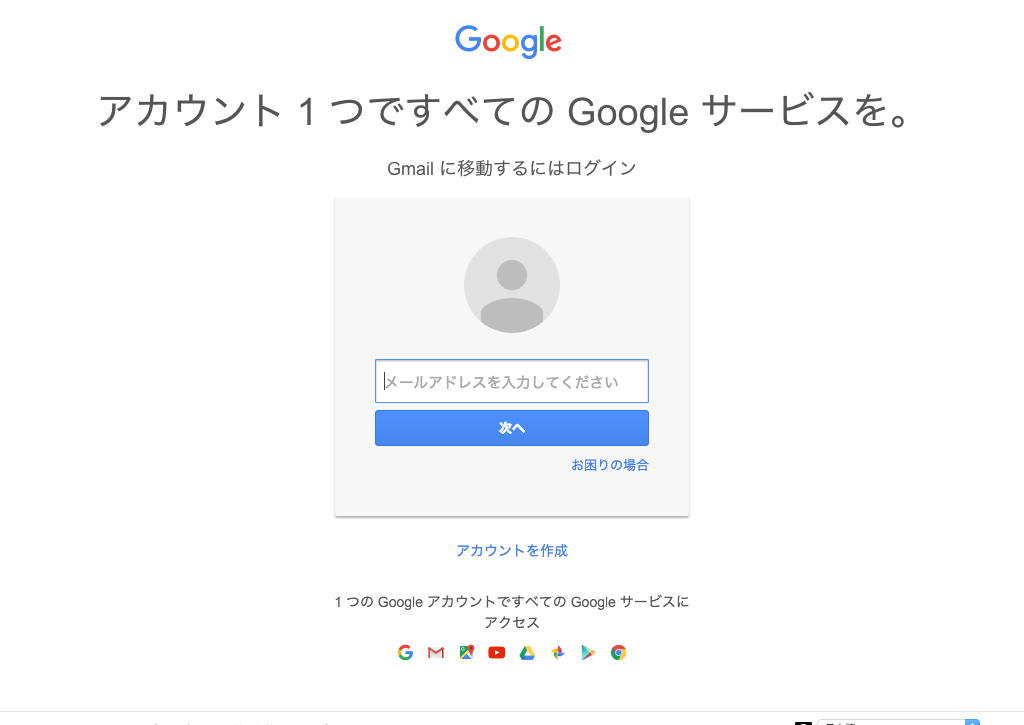 Google
アカウント 1 つですべての Google サービスを。
Gmail に移動するにはログイン
メールアドレスを入力してください
次へ
お困りの場合
アカウントを作成
1 つの Google アカウントですべての Google サービスに
アクセス